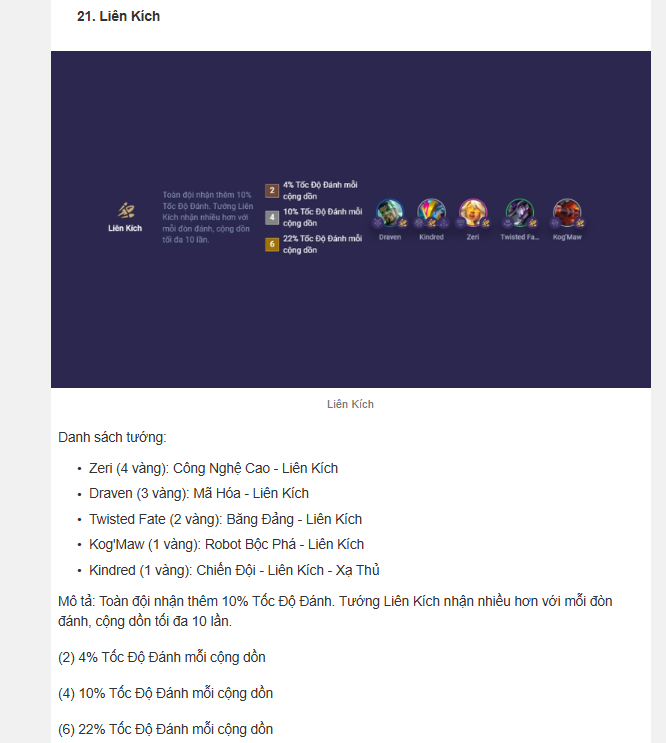 21. Liên Kích
Liên Kích
Toàn đội nhận thêm 10%
Tốc Độ Đánh. Tướng Liên
Kích nhận nhiều hơn với
mỗi đòn đánh, cộng dồn
tối đa 10 lần.
2 4% Tốc Độ Đánh mỗi
cộng dồn
4 10% Tốc Độ Đánh mỗi
cộng dồn
6 22% Tốc Độ Đánh mỗi
cộng dồn
Draven Kindred Zeri Twisted Fa... Kog'Maw
Liên Kích
Danh sách tướng:
• Zeri (4 vàng): Công Nghệ Cao - Liên Kích
• Draven (3 vàng): Mã Hóa - Liên Kích
• Twisted Fate (2 vàng): Băng Đảng - Liên Kích
• Kog'Maw (1 vàng): Robot Bộc Phá - Liên Kích
• Kindred (1 vàng): Chiến Đội - Liên Kích - Xạ Thủ
Mô tả: Toàn đội nhận thêm 10% Tốc Độ Đánh. Tướng Liên Kích nhận nhiều hơn với mỗi đòn
đánh, cộng dồn tối đa 10 lần.
(2) 4% Tốc Độ Đánh mỗi cộng dồn
(4) 10% Tốc Độ Đánh mỗi cộng dồn
(6) 22% Tốc Độ Đánh mỗi cộng dồn